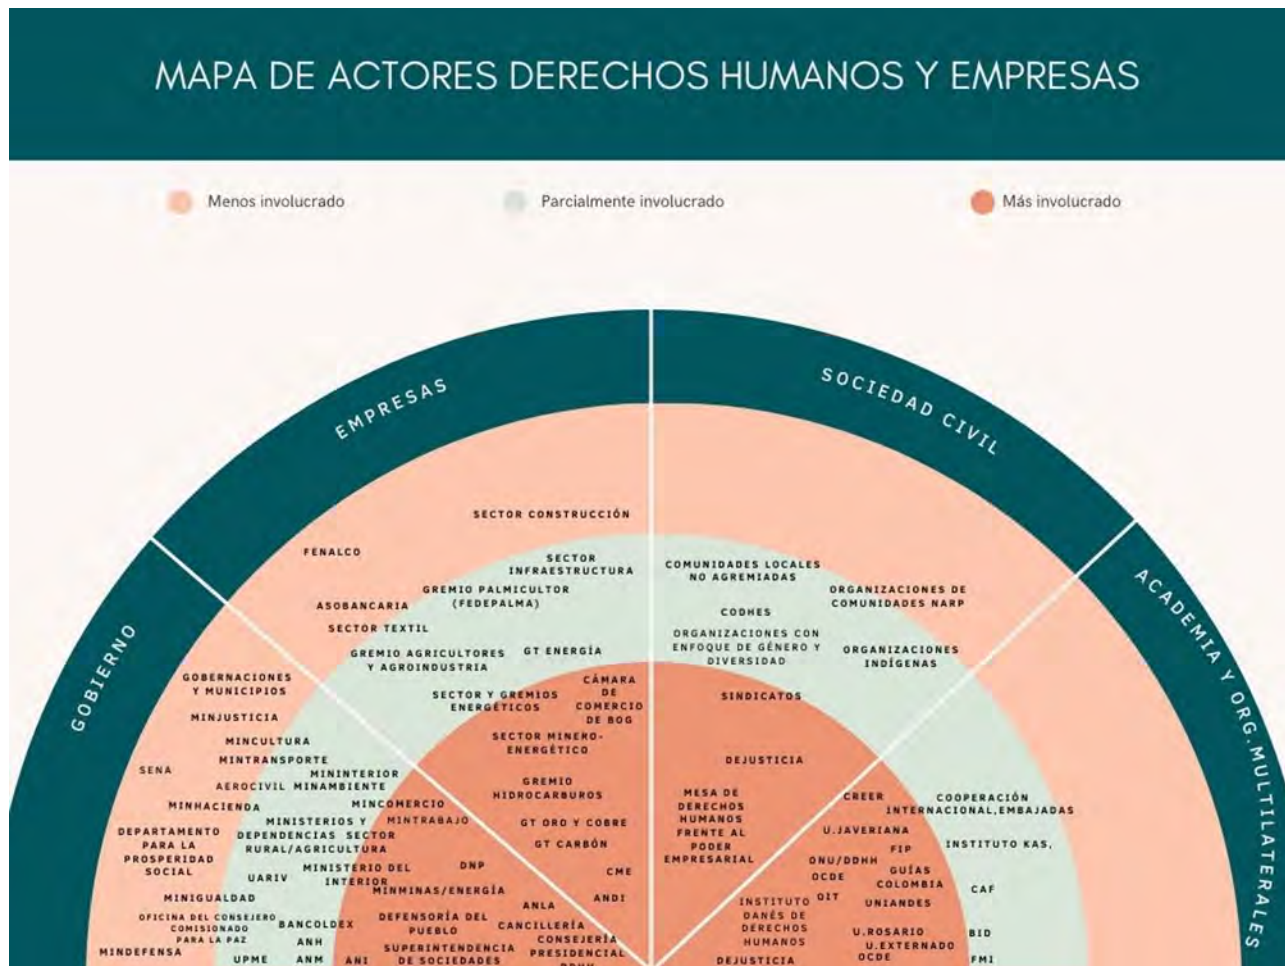 MAPA DE ACTORES DERECHOS HUMANOS Y EMPRESAS
Menos involucrado
Parcialmente involucrado
Más involucrado
EMPRESAS
SECTOR CONSTRUCCIÓN
FENALCO
SECTOR
INFRAESTRUCTURA
GREMIO PALMICULTOR
(FEDEPALMA)
ASOBANCARIA
SECTOR TEXTIL
GREMIO AGRICULTORES
Y AGROINDUSTRIA
GT ENERGÍA
SECTOR Y GREMIOS
ENERGÉTICOS
CÁMARA
DE
COMERCIO
DE BOG
SECTOR MINERO-
ENERGÉTICO
GREMIO
HIDROCARBUROS
GT ORO Y COBRE
GT CARBÓN
CME
ANDI
SOCIEDAD CIVIL
COMUNIDADES LOCALES
NO AGREMIADAS
ORGANIZACIONES DE
COMUNIDADES NARP
CODHES
ORGANIZACIONES CON
ENFOQUE DE GÉNERO Y
DIVERSIDAD
ORGANIZACIONES
INDÍGENAS
SINDICATOS
DEJUSTICIA
MESA DE
DERECHOS
HUMANOS
FRENTE AL
PODER
EMPRESARIAL
GOBIERNO
GOBERNACIONES
Y MUNICIPIOS
MINJUSTICIA
MINCULTURA
MINTRANSPORTE
SENA
MININTERIOR
AEROCIVIL MINAMBIENTE
MINHACIENDA
MINCOMERCIO
MINISTERIOS Y
DEPENDENCIAS SECTOR
RURAL/AGRICULTURA
MINTRABAJO
DEPARTAMENTO
PARA LA
PROSPERIDAD
SOCIAL
UARIV
MINISTERIO DEL
INTERIOR
DNP
MINMINAS/ENERGÍA
MINIGUALDAD
OFICINA DEL CONSEJERO
COMISIONADO
PARA LA PAZ
BANCOLDEX
DEFENSORÍA DEL
PUEBLO
ANLA
CANCILLERÍA
CONSEJERÍA
PRESIDENCIAL
MINDEFENSA
ANH
SUPERINTENDENCIA
DE SOCIEDADES
UPME
ANM
ANI
ACADEMIA Y ORG.MULTILATERALES
CREER
COOPERACIÓN
INTERNACIONAL,EMBAJADAS
U.JAVERIANA
FIP
INSTITUTO KAS,
ONU/DDHH
OCDE
GUÍAS
COLOMBIA
CAF
OIT
UNIANDES
INSTITUTO
DANÉS DE
DERECHOS
HUMANOS
U.ROSARIO
BID
U.EXTERNADO
OCDE
FMI
DEJUSTICIA